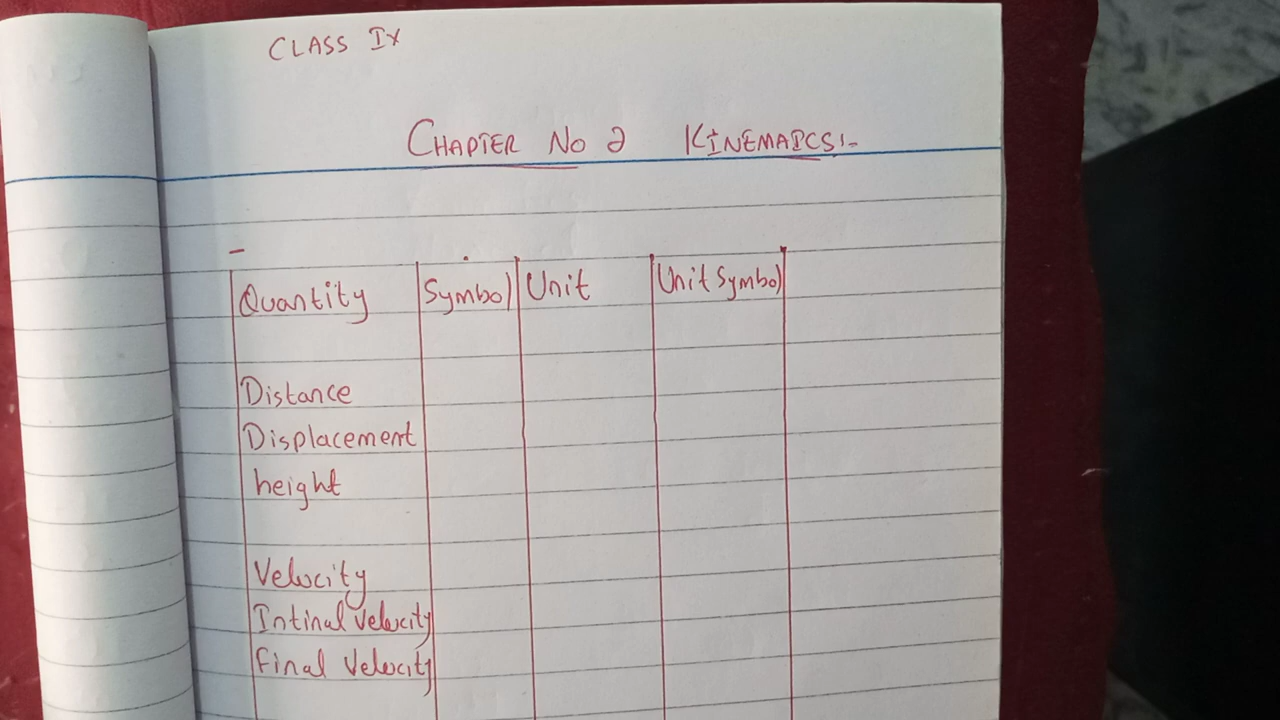 CLASS IX
CHAPTER No 2 KINEMAICS:-
Quantity Symbol Unit Unit Symbol
Distance
Displacement
height
Velocity
Intinal velocity
Final velocity